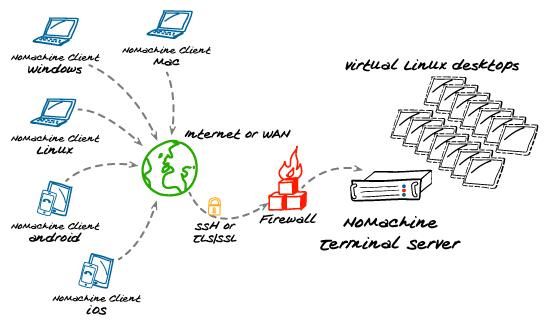 NoMachine Client
Windows
NoMachine Client
Mac
Virtual Linux desktops
NoMachine Client
Linux
Internet or WAN
NoMachine Client
android
SSH or
TLS/SSL
Firewall
NoMachine
Terminal Server
NoMachine Client
iOS